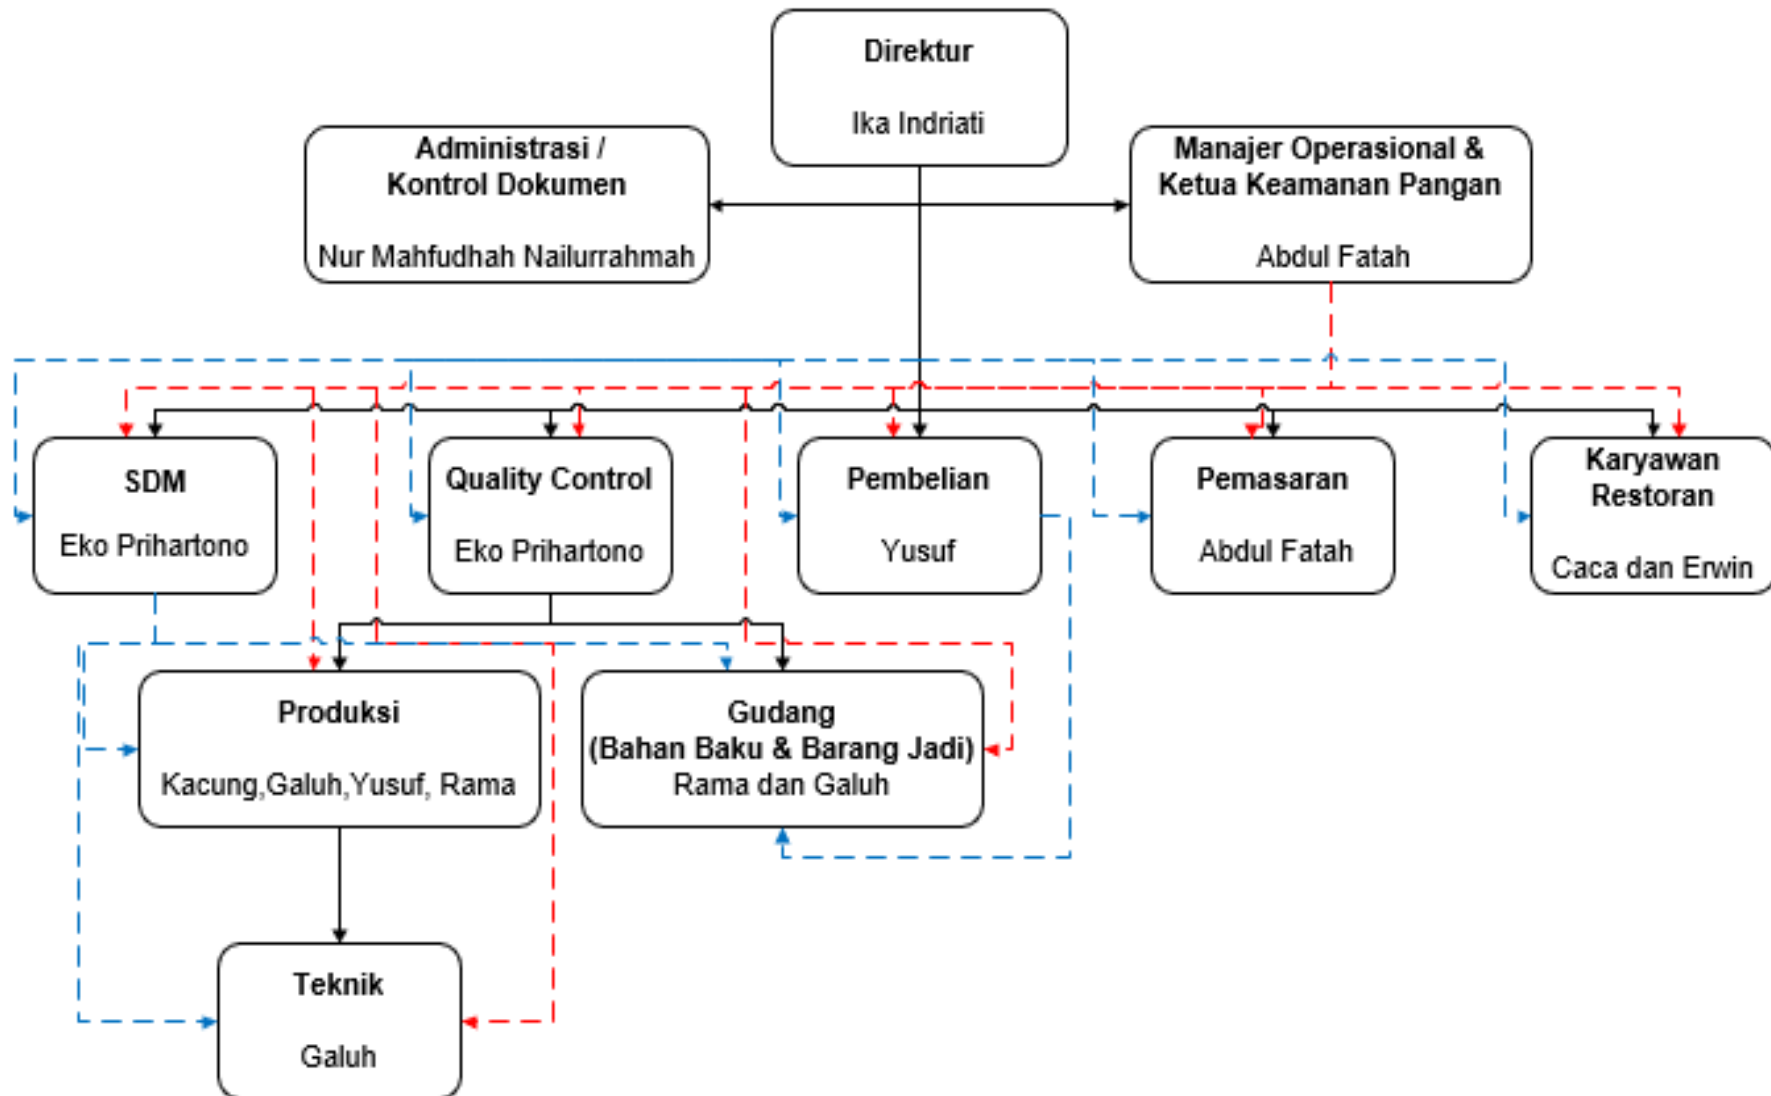 Direktur
Ika Indriati
Administrasi /
Kontrol Dokumen
Nur Mahfudhah Nailurrahmah
Manajer Operasional &
Ketua Keamanan Pangan
Abdul Fatah
SDM
Eko Prihartono
Quality Control
Eko Prihartono
Pembelian
Yusuf
Pemasaran
Abdul Fatah
Karyawan
Restoran
Caca dan Erwin
Produksi
Kacung,Galuh,Yusuf, Rama
Gudang
(Bahan Baku & Barang Jadi)
Rama dan Galuh
Teknik
Galuh